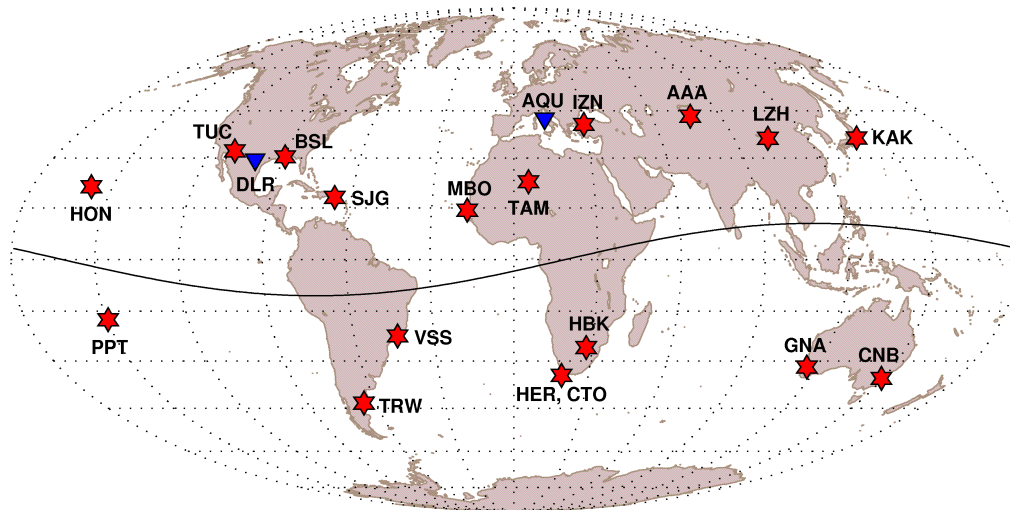 AAA
AQU
IZN
LZH
TUC
BSL
KAK
DLR
MBO
SJG
TAM
HON
HBK
VSS
PPT
GNA
CNB
HER, CTO
TRW